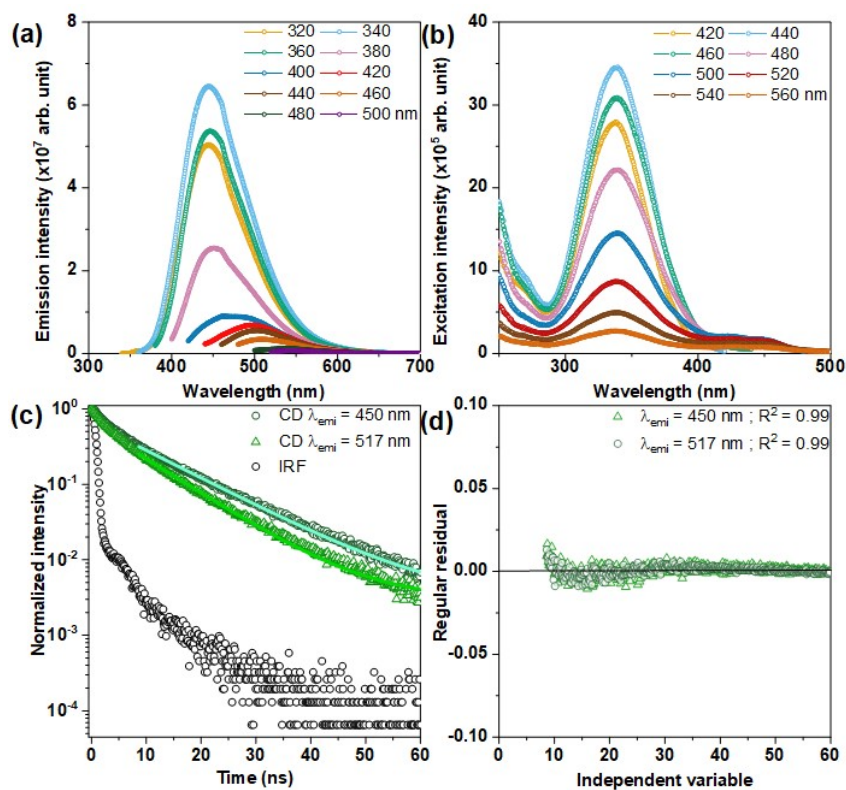 (a)
320 340
360 380
400 420
440 460
480 500 nm
Emission intensity (x10⁷ arb. unit)
8
6
4
2
0
300 400 500 600 700
Wavelength (nm)
(b)
420 440
460 480
500 520
540 560 nm
Excitation intensity (x10⁵ arb. unit)
40
30
20
10
0
300 400 500
Wavelength (nm)
(c)
CD λemi = 450 nm
CD λemi = 517 nm
IRF
Normalized intensity
10⁰
10⁻¹
10⁻²
10⁻³
10⁻⁴
0 10 20 30 40 50 60
Time (ns)
(d)
λemi = 450 nm ; R² = 0.99
λemi = 517 nm ; R² = 0.99
Regular residual
0.10
0.05
0.00
-0.05
-0.10
0 10 20 30 40 50 60
Independent variable